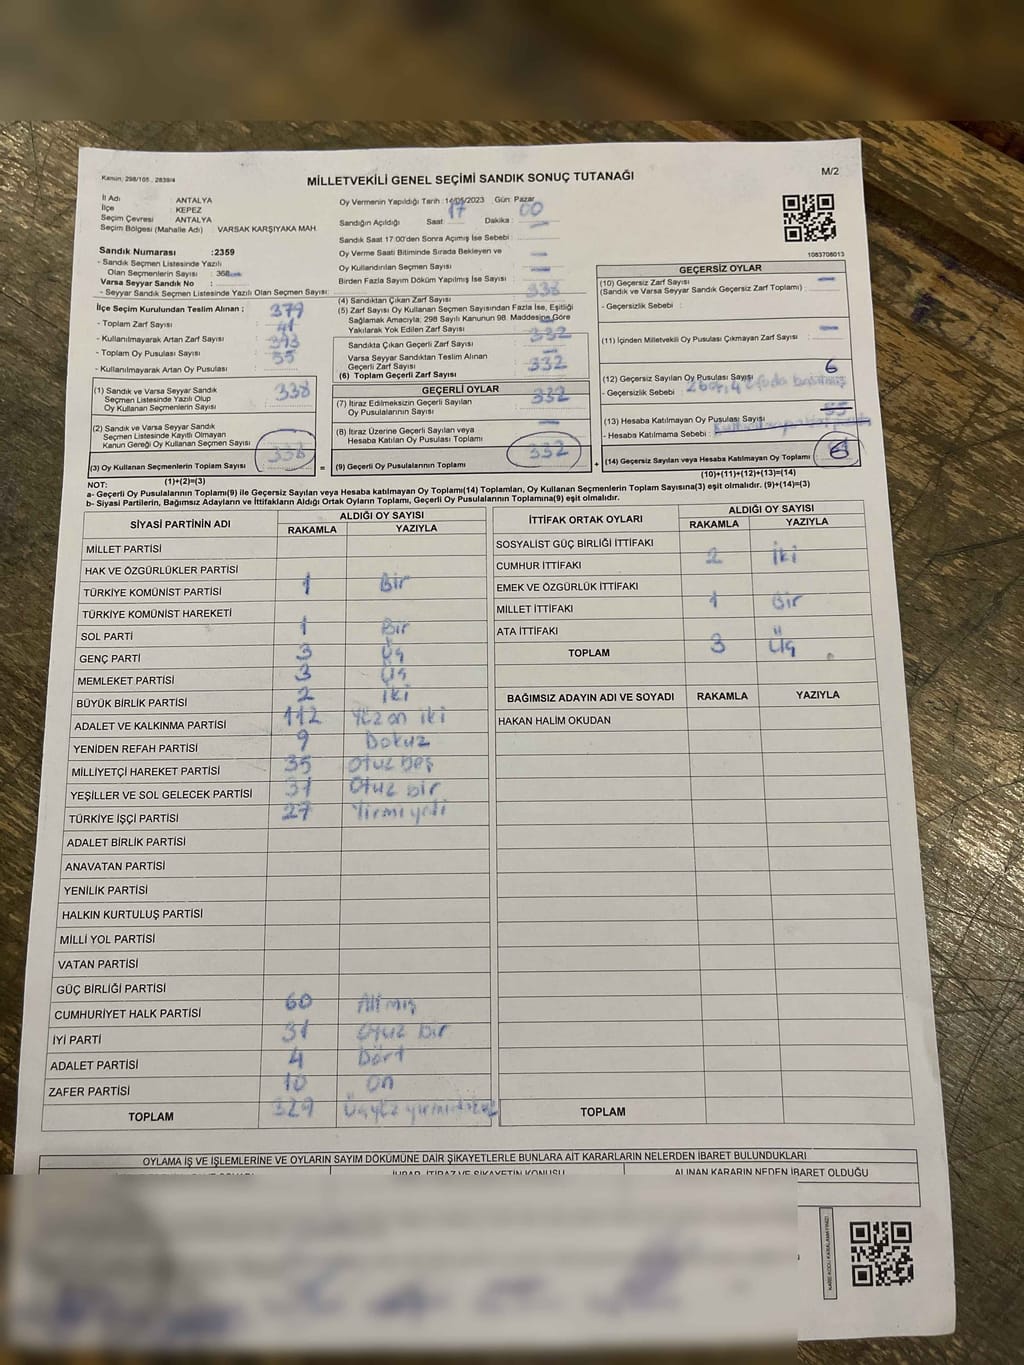 Kanun: 298/105, 2839/4
MİLLETVEKİLİ GENEL SEÇİMİ SANDIK SONUÇ TUTANAĞI
M/2
İl Adı : ANTALYA
İlçe : KEPEZ
Seçim Çevresi : ANTALYA
Seçim Bölgesi (Mahalle Adı) : VARSAK KARŞIYAKA MAH.
Sandık Numarası :2359
- Sandık Seçmen Listesinde Yazılı
Olan Seçmenlerin Sayısı : 368
Varsa Seyyar Sandık No :
- Seyyar Sandık Seçmen Listesinde Yazılı Olan Seçmen Sayısı:
İlçe Seçim Kurulundan Teslim Alınan ;
- Toplam Zarf Sayısı 379
- Kullanılmayarak Artan Zarf Sayısı 41
- Toplam Oy Pusulası Sayısı 393
- Kullanılmayarak Artan Oy Pusulası 55
(1) Sandık ve Varsa Seyyar Sandık
Seçmen Listesinde Yazılı Olup
Oy Kullanan Seçmenlerin Sayısı 338
(2) Sandık ve Varsa Seyyar Sandık
Seçmen Listesinde Kayıtlı Olmayan
Kanun Gereği Oy Kullanan Seçmen Sayısı
(3) Oy Kullanan Seçmenlerin Toplam Sayısı 338
(1)+(2)=(3)
Oy Vermenin Yapıldığı Tarih : 14/05/2023 Gün: Pazar
Sandığın Açıldığı Saat: 17 Dakika : 00
Sandık Saat 17:00'den Sonra Açımış İse Sebebi :
Oy Verme Saati Bitiminde Sırada Bekleyen ve —
Oy Kullandırılan Seçmen Sayısı —
Birden Fazla Sayım Döküm Yapılmış İse Sayısı : —
(4) Sandıktan Çıkan Zarf Sayısı 338
(5) Zarf Sayısı Oy Kullanan Seçmen Sayısından Fazla İse, Eşitliği
Sağlamak Amacıyla; 298 Sayılı Kanunun 98. Maddesine Göre
Yakılarak Yok Edilen Zarf Sayısı —
Sandıkta Çıkan Geçerli Zarf Sayısı 332
Varsa Seyyar Sandıktan Teslim Alınan
Geçerli Zarf Sayısı —
(6) Toplam Geçerli Zarf Sayısı 332
GEÇERLİ OYLAR
(7) İtiraz Edilmeksizin Geçerli Sayılan
Oy Pusulalarının Sayısı 332
(8) İtiraz Üzerine Geçerli Sayılan veya
Hesaba Katılan Oy Pusulası Toplamı —
= (9) Geçerli Oy Pusulalarının Toplamı 332
1083708013
GEÇERSİZ OYLAR
(10) Geçersiz Zarf Sayısı —
(Sandık ve Varsa Seyyar Sandık Geçersiz Zarf Toplamı) :
- Geçersizlik Sebebi :
(11) İçinden Milletvekili Oy Pusulası Çıkmayan Zarf Sayısı —
(12) Geçersiz Sayılan Oy Pusulası Sayısı 6
- Geçersizlik Sebebi :
(13) Hesaba Katılmayan Oy Pusulası Sayısı 55
- Hesaba Katılmama Sebebi :
+ (14) Geçersiz Sayılan veya Hesaba Katılmayan Oy Toplamı 6
(10)+(11)+(12)+(13)=(14)
NOT:
a- Geçerli Oy Pusulalarının Toplamı(9) ile Geçersiz Sayılan veya Hesaba katılmayan Oy Toplamı(14) Toplamları, Oy Kullanan Seçmenlerin Toplam Sayısına(3) eşit olmalıdır. (9)+(14)=(3)
b- Siyasi Partilerin, Bağımsız Adayların ve İttifakların Aldığı Ortak Oyların Toplamı, Geçerli Oy Pusulalarının Toplamına(9) eşit olmalıdır.
SİYASİ PARTİNİN ADI ALDIĞI OY SAYISI
RAKAMLA YAZIYLA
MİLLET PARTİSİ
HAK VE ÖZGÜRLÜKLER PARTİSİ
TÜRKİYE KOMÜNİST PARTİSİ 1 Bir
TÜRKİYE KOMÜNİST HAREKETİ
SOL PARTİ 1 Bir
GENÇ PARTİ 3 Üç
MEMLEKET PARTİSİ 3 Üç
BÜYÜK BİRLİK PARTİSİ 2 İki
ADALET VE KALKINMA PARTİSİ 112 Yüz on iki
YENİDEN REFAH PARTİSİ 9 Dokuz
MİLLİYETÇİ HAREKET PARTİSİ 35 Otuz beş
YEŞİLLER VE SOL GELECEK PARTİSİ 31 Otuz bir
TÜRKİYE İŞÇİ PARTİSİ 27 Yirmi yedi
ADALET BİRLİK PARTİSİ
ANAVATAN PARTİSİ
YENİLİK PARTİSİ
HALKIN KURTULUŞ PARTİSİ
MİLLİ YOL PARTİSİ
VATAN PARTİSİ
GÜÇ BİRLİĞİ PARTİSİ
CUMHURİYET HALK PARTİSİ 60 Altmış
İYİ PARTİ 31 Otuz bir
ADALET PARTİSİ 4 Dört
ZAFER PARTİSİ 10 On
TOPLAM 329
İTTİFAK ORTAK OYLARI ALDIĞI OY SAYISI
RAKAMLA YAZIYLA
SOSYALİST GÜÇ BİRLİĞİ İTTİFAKI
CUMHUR İTTİFAKI 2 İki
EMEK VE ÖZGÜRLÜK İTTİFAKI
MİLLET İTTİFAKI 1 Bir
ATA İTTİFAKI
TOPLAM 3 Üç
BAĞIMSIZ ADAYIN ADI VE SOYADI RAKAMLA YAZIYLA
HAKAN HALİM OKUDAN
TOPLAM
OYLAMA İŞ VE İŞLEMLERİNE VE OYLARIN SAYIM DÖKÜMÜNE DAİR ŞİKAYETLERLE BUNLARA AİT KARARLARIN NELERDEN İBARET BULUNDUKLARI
ALINAN KARARIN NEDEN İBARET OLDUĞU